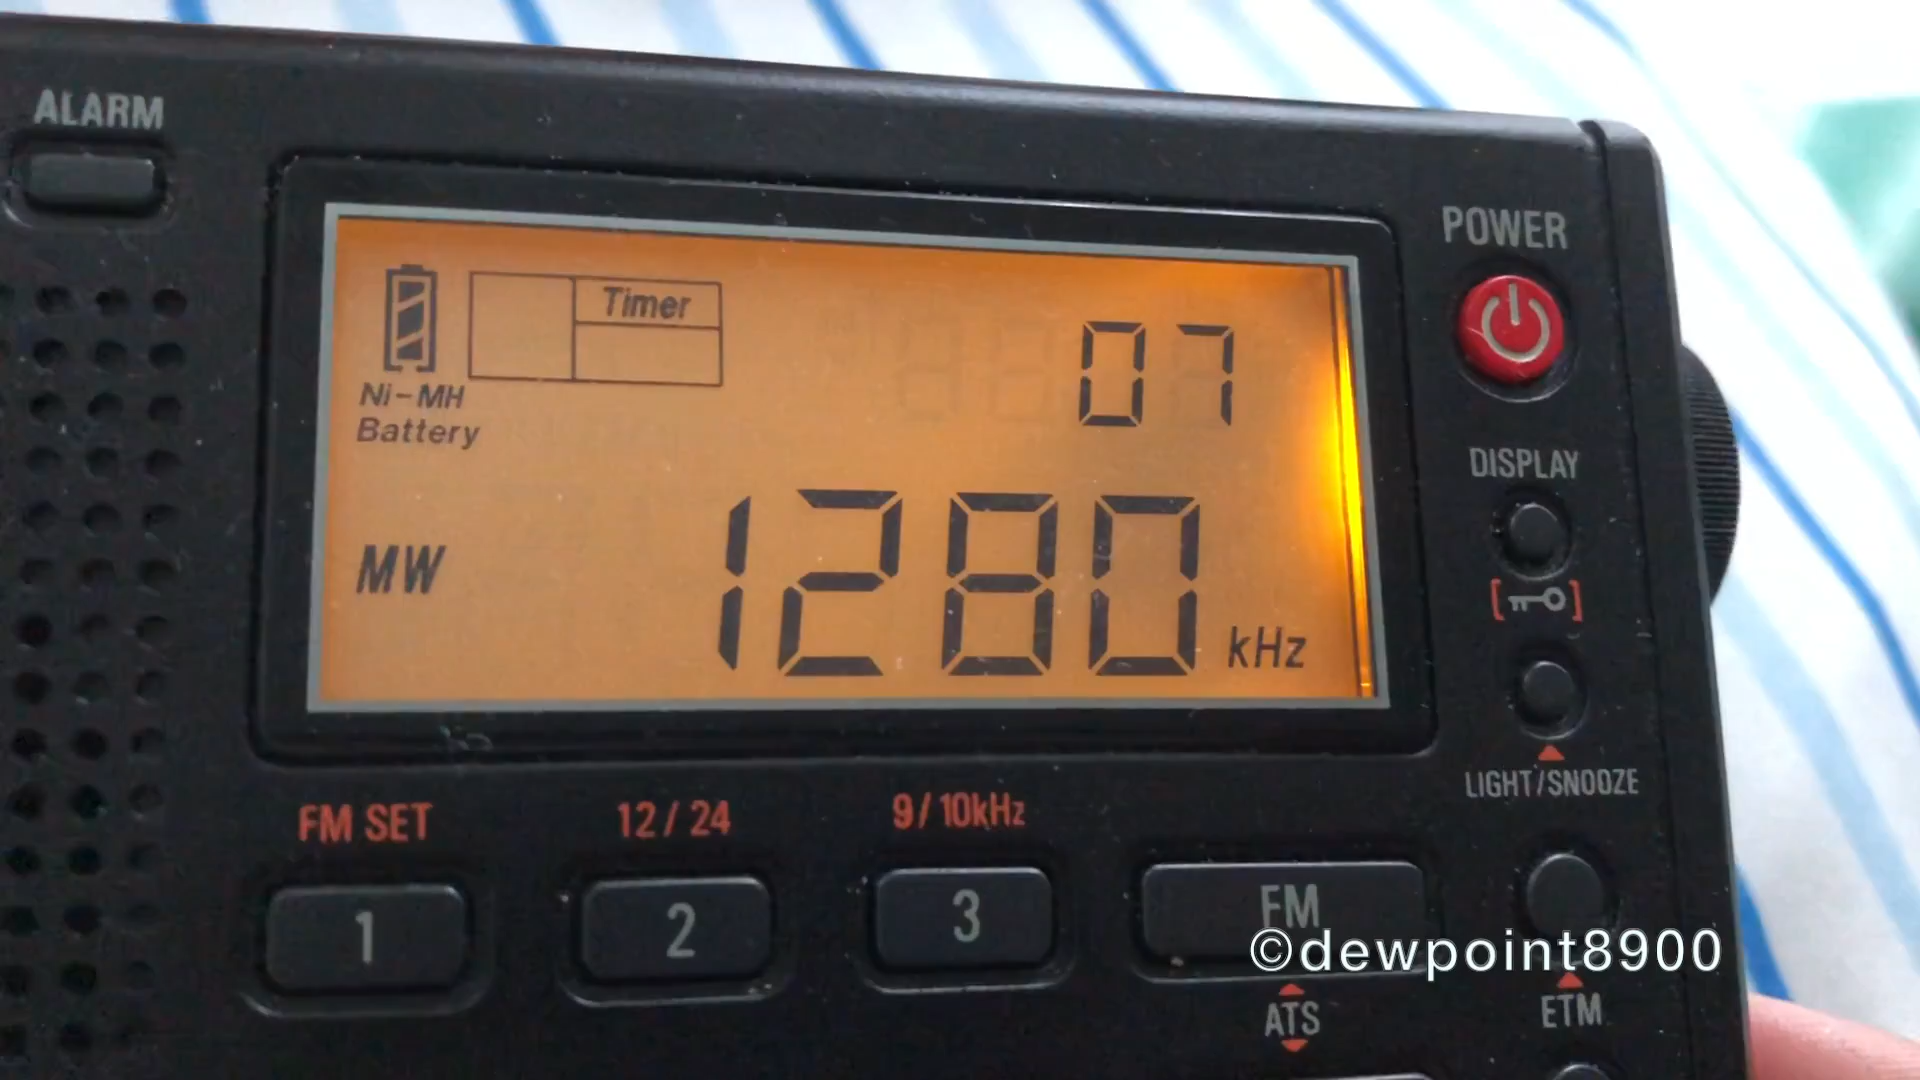 ALARM
POWER
Timer
07
Ni-MH
Battery
DISPLAY
MW
1280 kHz
LIGHT/SNOOZE
FM SET
12/24
9/10kHz
1
2
3
FM
©dewpoint8900
ATS
ETM